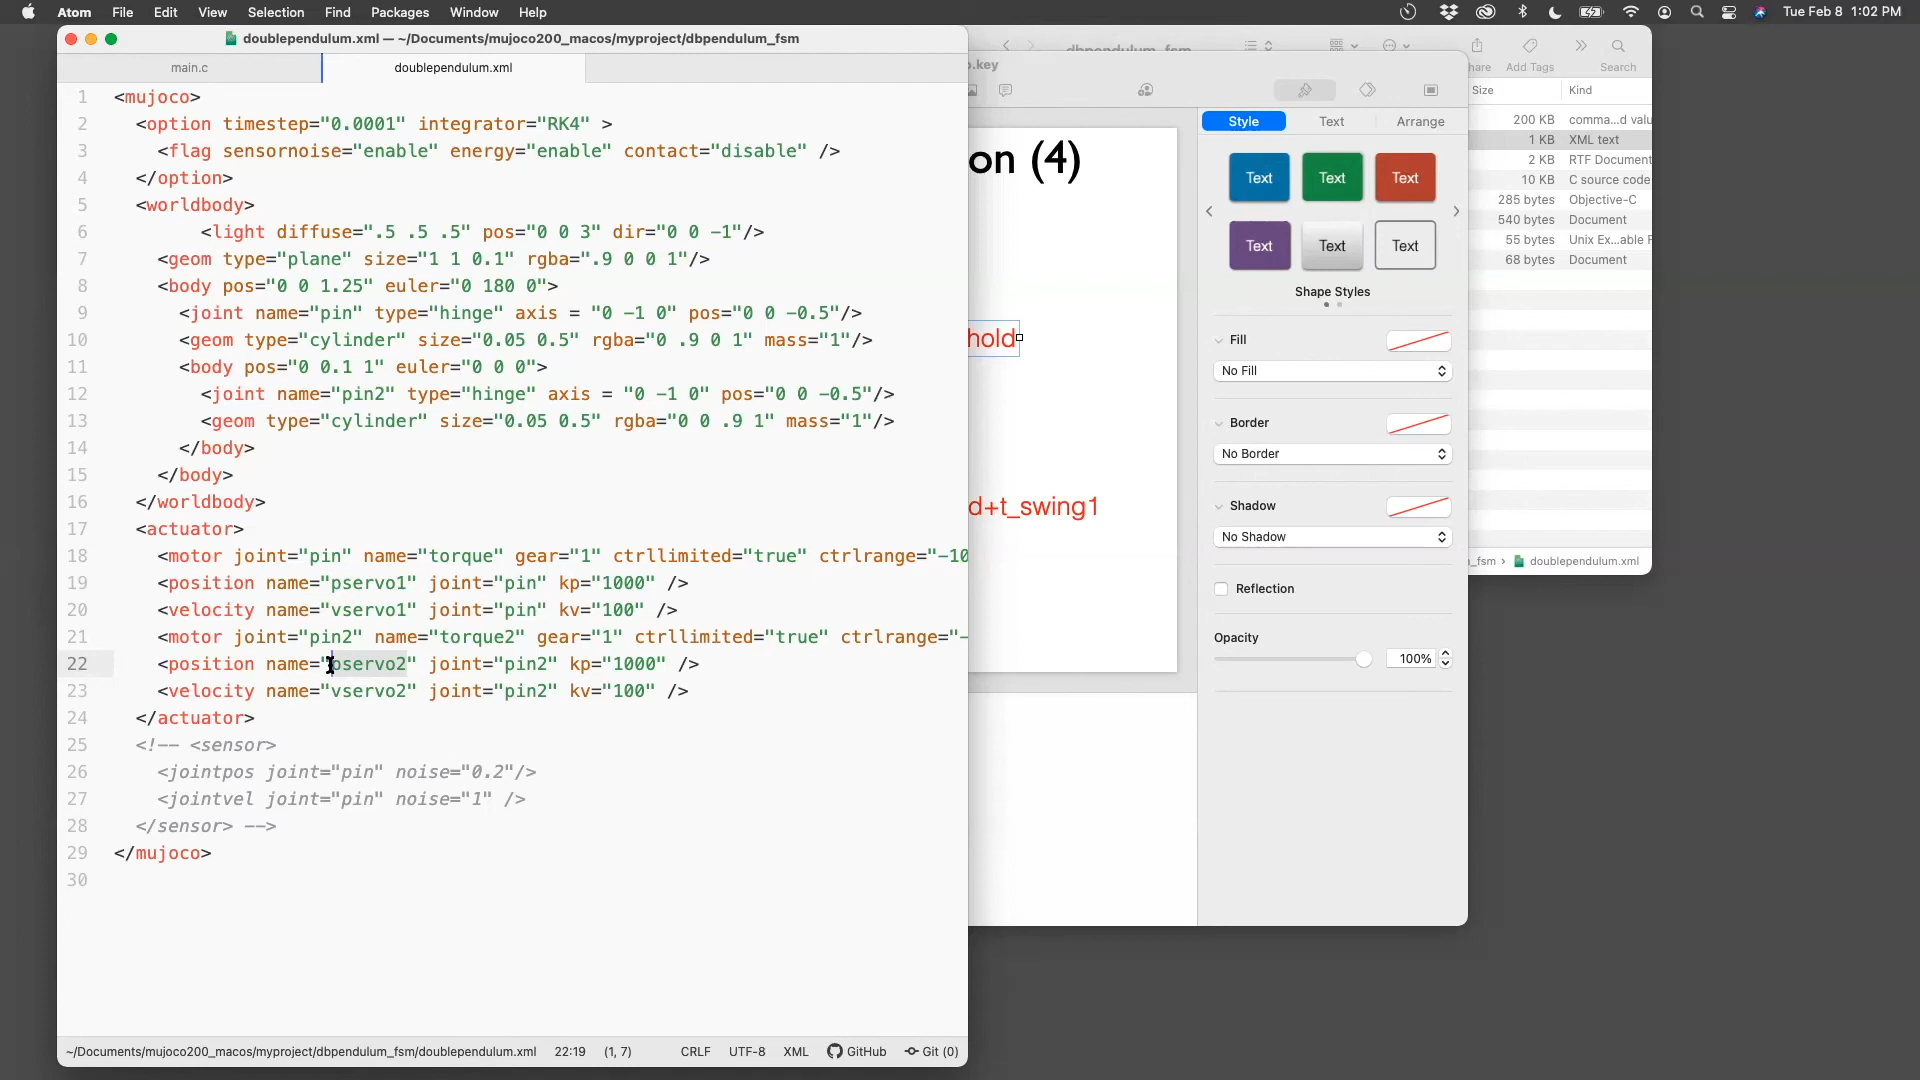 Atom File Edit View Selection Find Packages Window Help
Tue Feb 8 1:02 PM
doublependulum.xml — ~/Documents/mujoco200_macos/myproject/dbpendulum_fsm
main.c
doublependulum.xml
1 <mujoco>
2 <option timestep="0.0001" integrator="RK4" >
3 <flag sensornoise="enable" energy="enable" contact="disable" />
4 </option>
5 <worldbody>
6 <light diffuse=".5 .5 .5" pos="0 0 3" dir="0 0 -1"/>
7 <geom type="plane" size="1 1 0.1" rgba=".9 0 0 1"/>
8 <body pos="0 0 1.25" euler="0 180 0">
9 <joint name="pin" type="hinge" axis = "0 -1 0" pos="0 0 -0.5"/>
10 <geom type="cylinder" size="0.05 0.5" rgba="0 .9 0 1" mass="1"/>
11 <body pos="0 0.1 1" euler="0 0 0">
12 <joint name="pin2" type="hinge" axis = "0 -1 0" pos="0 0 -0.5"/>
13 <geom type="cylinder" size="0.05 0.5" rgba="0 0 .9 1" mass="1"/>
14 </body>
15 </body>
16 </worldbody>
17 <actuator>
18 <motor joint="pin" name="torque" gear="1" ctrllimited="true" ctrlrange="-10
19 <position name="pservo1" joint="pin" kp="1000" />
20 <velocity name="vservo1" joint="pin" kv="100" />
21 <motor joint="pin2" name="torque2" gear="1" ctrllimited="true" ctrlrange="-
22 <position name="pservo2" joint="pin2" kp="1000" />
23 <velocity name="vservo2" joint="pin2" kv="100" />
24 </actuator>
25 <!-- <sensor>
26 <jointpos joint="pin" noise="0.2"/>
27 <jointvel joint="pin" noise="1" />
28 </sensor> -->
29 </mujoco>
30
~/Documents/mujoco200_macos/myproject/dbpendulum_fsm/doublependulum.xml 22:19 (1, 7) CRLF UTF-8 XML GitHub Git (0)
o.key
on (4)
hold
d+t_swing1
Style Text Arrange
Text Text Text
Text Text Text
Shape Styles
Fill
No Fill
Border
No Border
Shadow
No Shadow
Reflection
Opacity
100%
hare Add Tags Search
Size Kind
200 KB comma...d valu
1 KB XML text
2 KB RTF Document
10 KB C source code
285 bytes Objective-C
540 bytes Document
55 bytes Unix Ex...able F
68 bytes Document
_fsm › doublependulum.xml